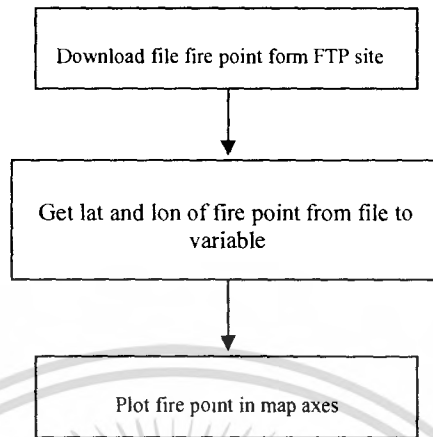 Download file fire point form FTP site
Get lat and lon of fire point from file to
variable
Plot fire point in map axes